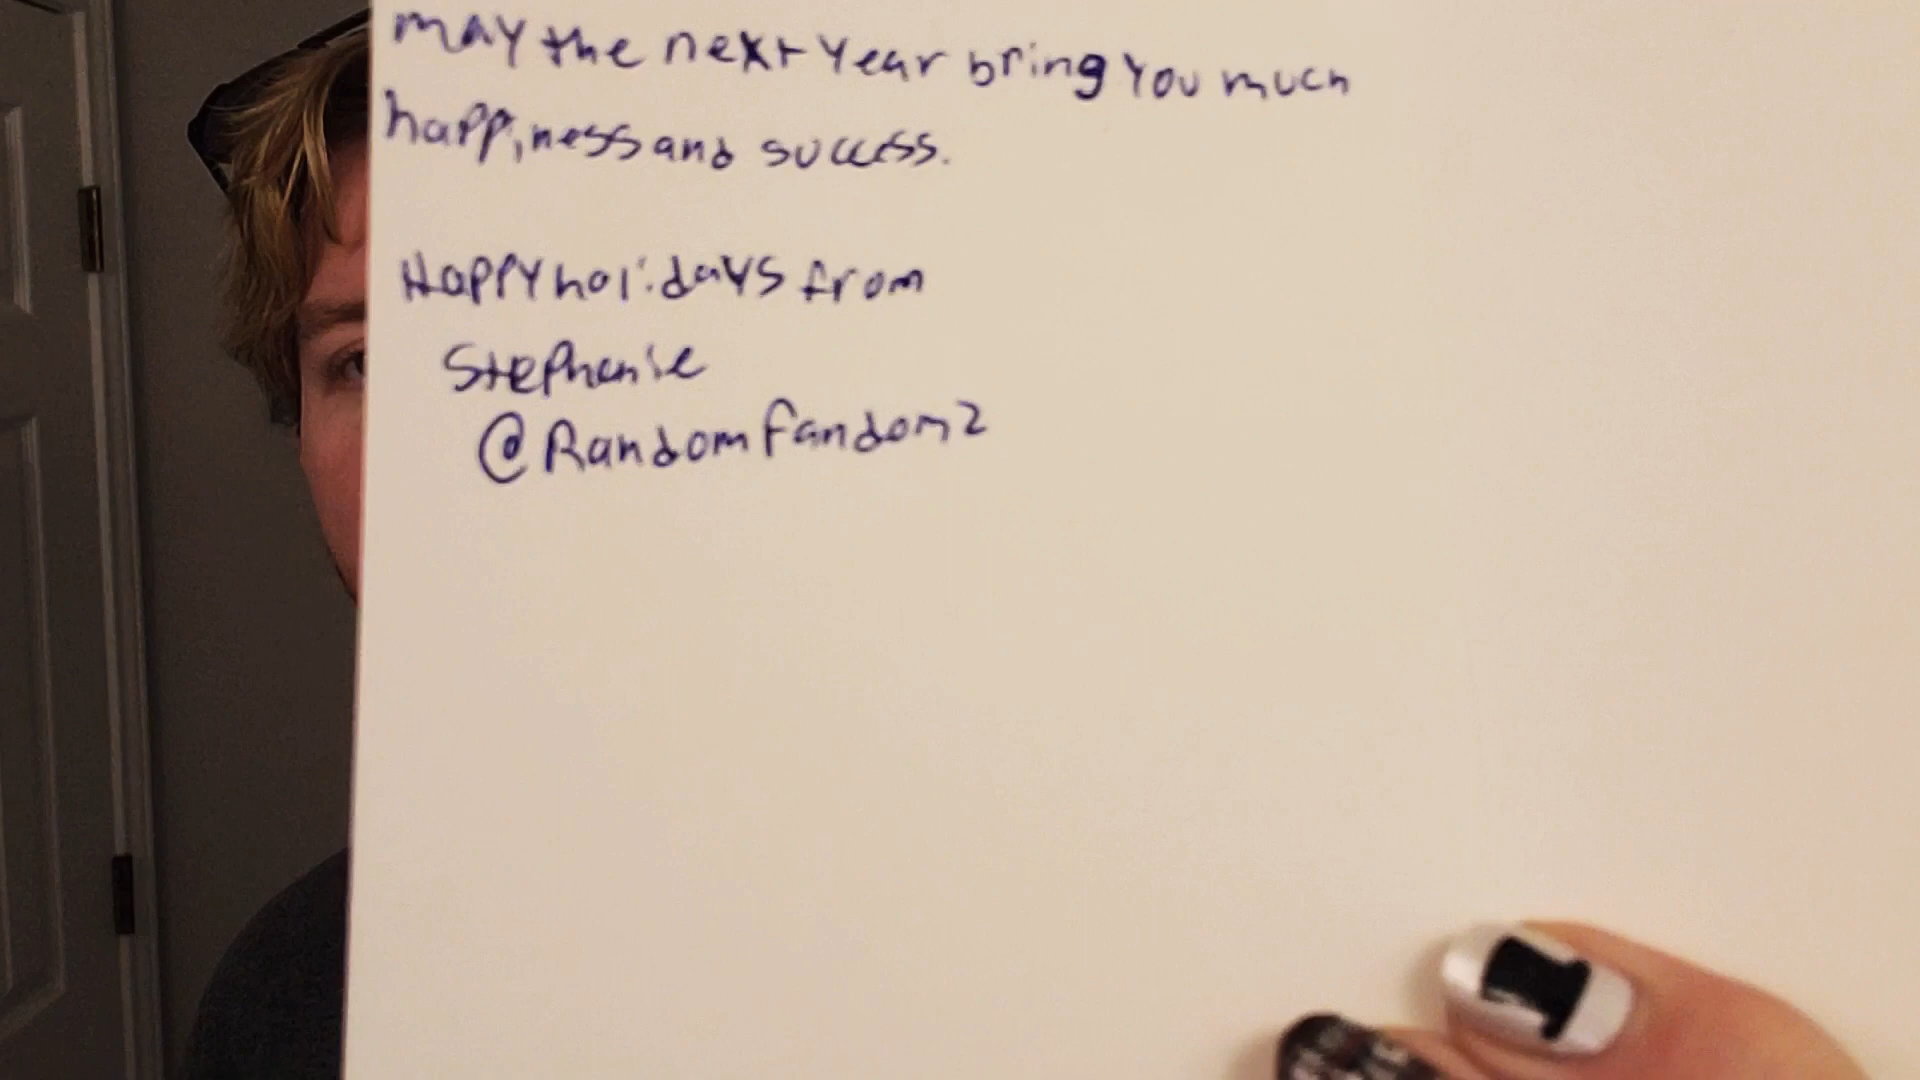 may the next year bring you much
happiness and success.
Happy holidays from
Stephanie
@Randomfandom2